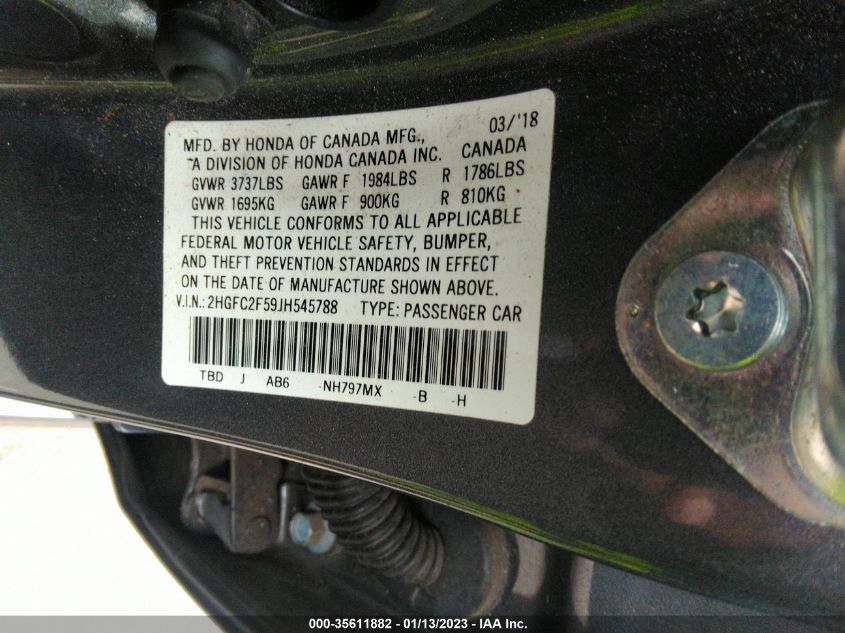 MFD. BY HONDA OF CANADA MFG., 03/'18
A DIVISION OF HONDA CANADA INC. CANADA
GVWR 3737LBS GAWR F 1984LBS R 1786LBS
GVWR 1695KG GAWR F 900KG R 810KG
THIS VEHICLE CONFORMS TO ALL APPLICABLE
FEDERAL MOTOR VEHICLE SAFETY, BUMPER,
AND THEFT PREVENTION STANDARDS IN EFFECT
ON THE DATE OF MANUFACTURE SHOWN ABOVE.
V.I.N.: 2HGFC2F59JH545788 TYPE: PASSENGER CAR
TBD J AB6 -NH797MX -B -H
000-35611882 - 01/13/2023 - IAA Inc.